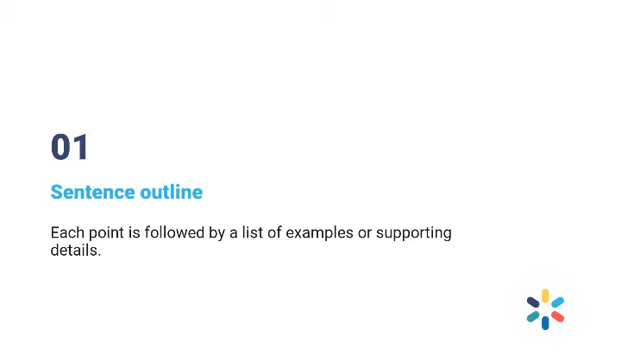 01
Sentence outline
Each point is followed by a list of examples or supporting
details.